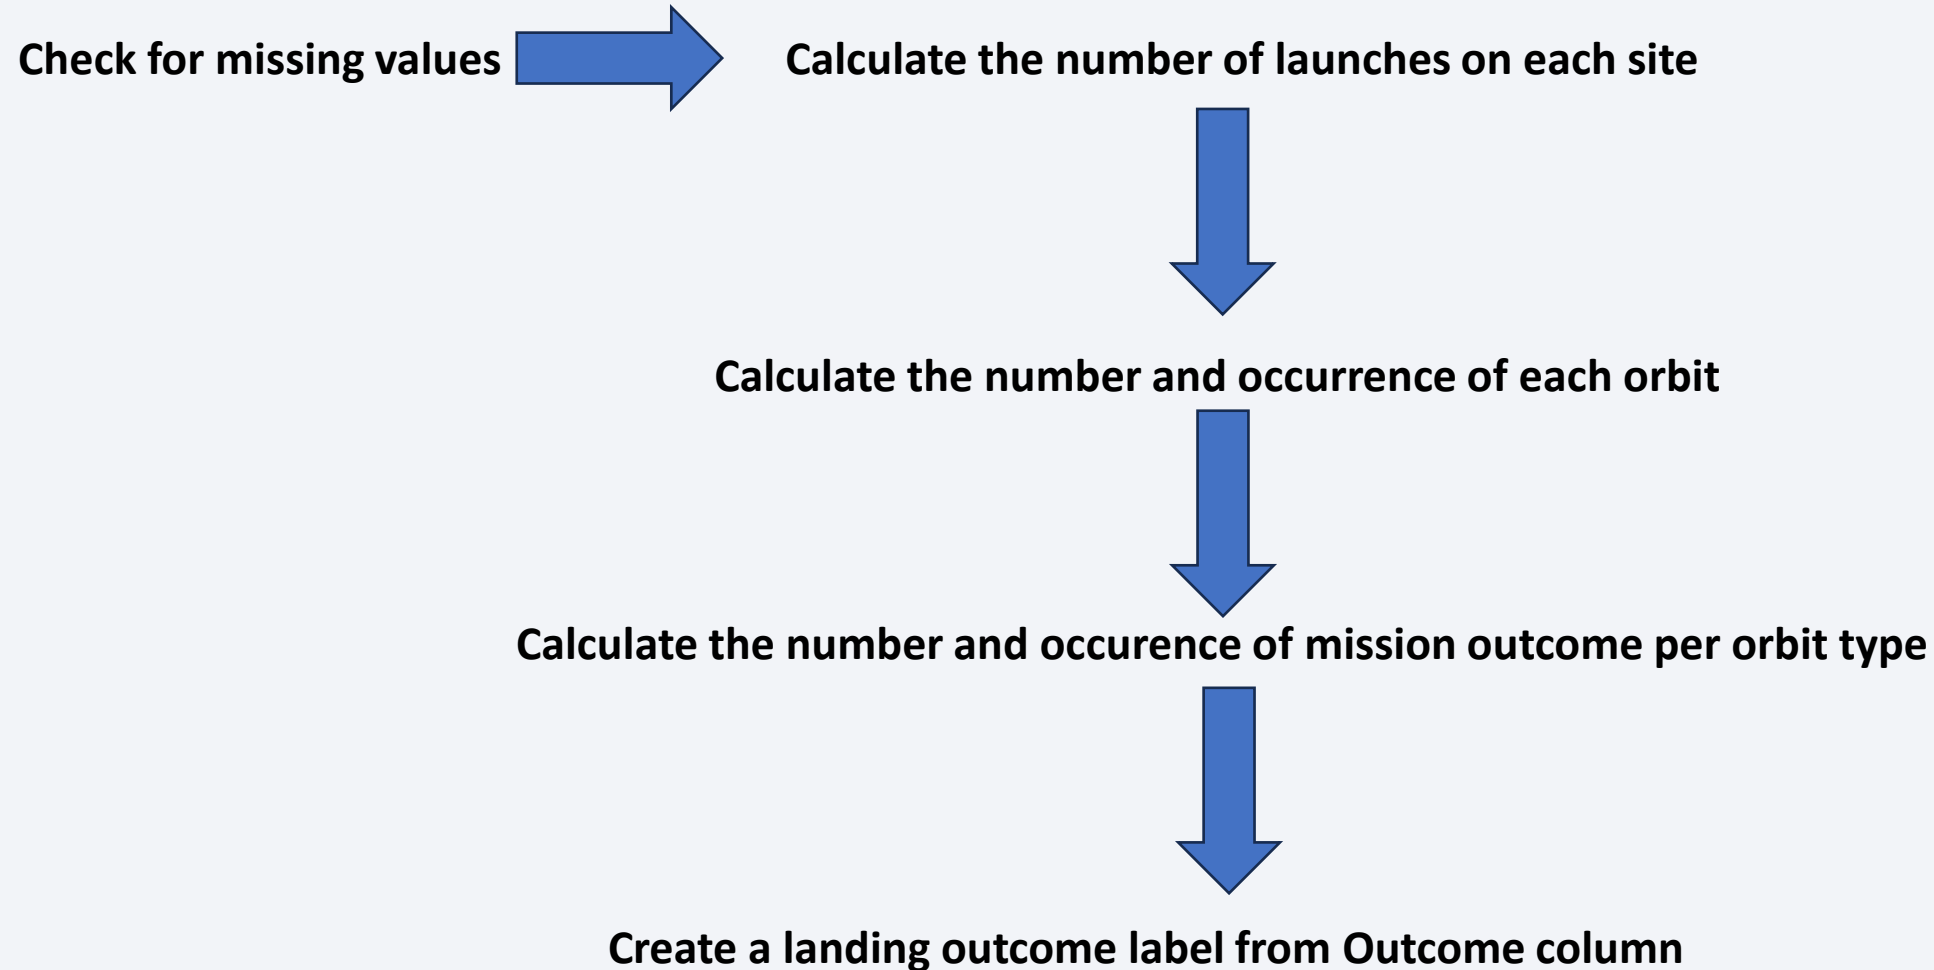 Check for missing values
Calculate the number of launches on each site
Calculate the number and occurrence of each orbit
Calculate the number and occurence of mission outcome per orbit type
Create a landing outcome label from Outcome column